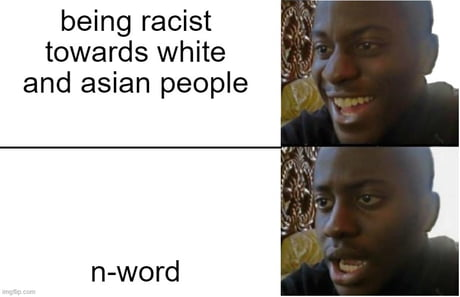 being racist
towards white
and asian people
n-word
imgflip.com